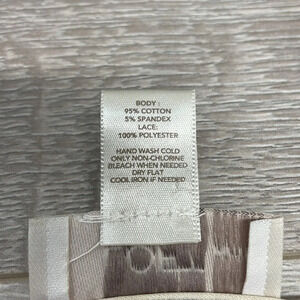 BODY :
95% COTTON
5% SPANDEX
LACE:
100% POLYESTER
HAND WASH COLD
ONLY NON-CHLORINE
BLEACH WHEN NEEDED
DRY FLAT
COOL IRON IF NEEDED